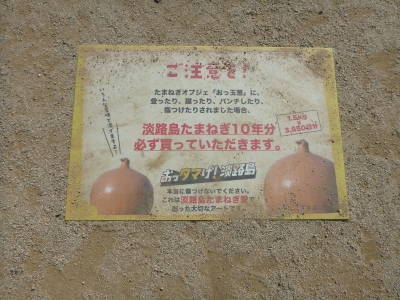 ご注意を！
たまねぎオブジェ「おっ玉葱」に、
登ったり、蹴ったり、パンチしたり、
傷つけたりされました場合、
淡路島たまねぎ10年分
必ず買っていただきます。
1.5kg
×
3,650日分
おっタマげ！淡路島
本当に傷つけないでください。
これは淡路島たまねぎ愛で
創った大切なアートです。